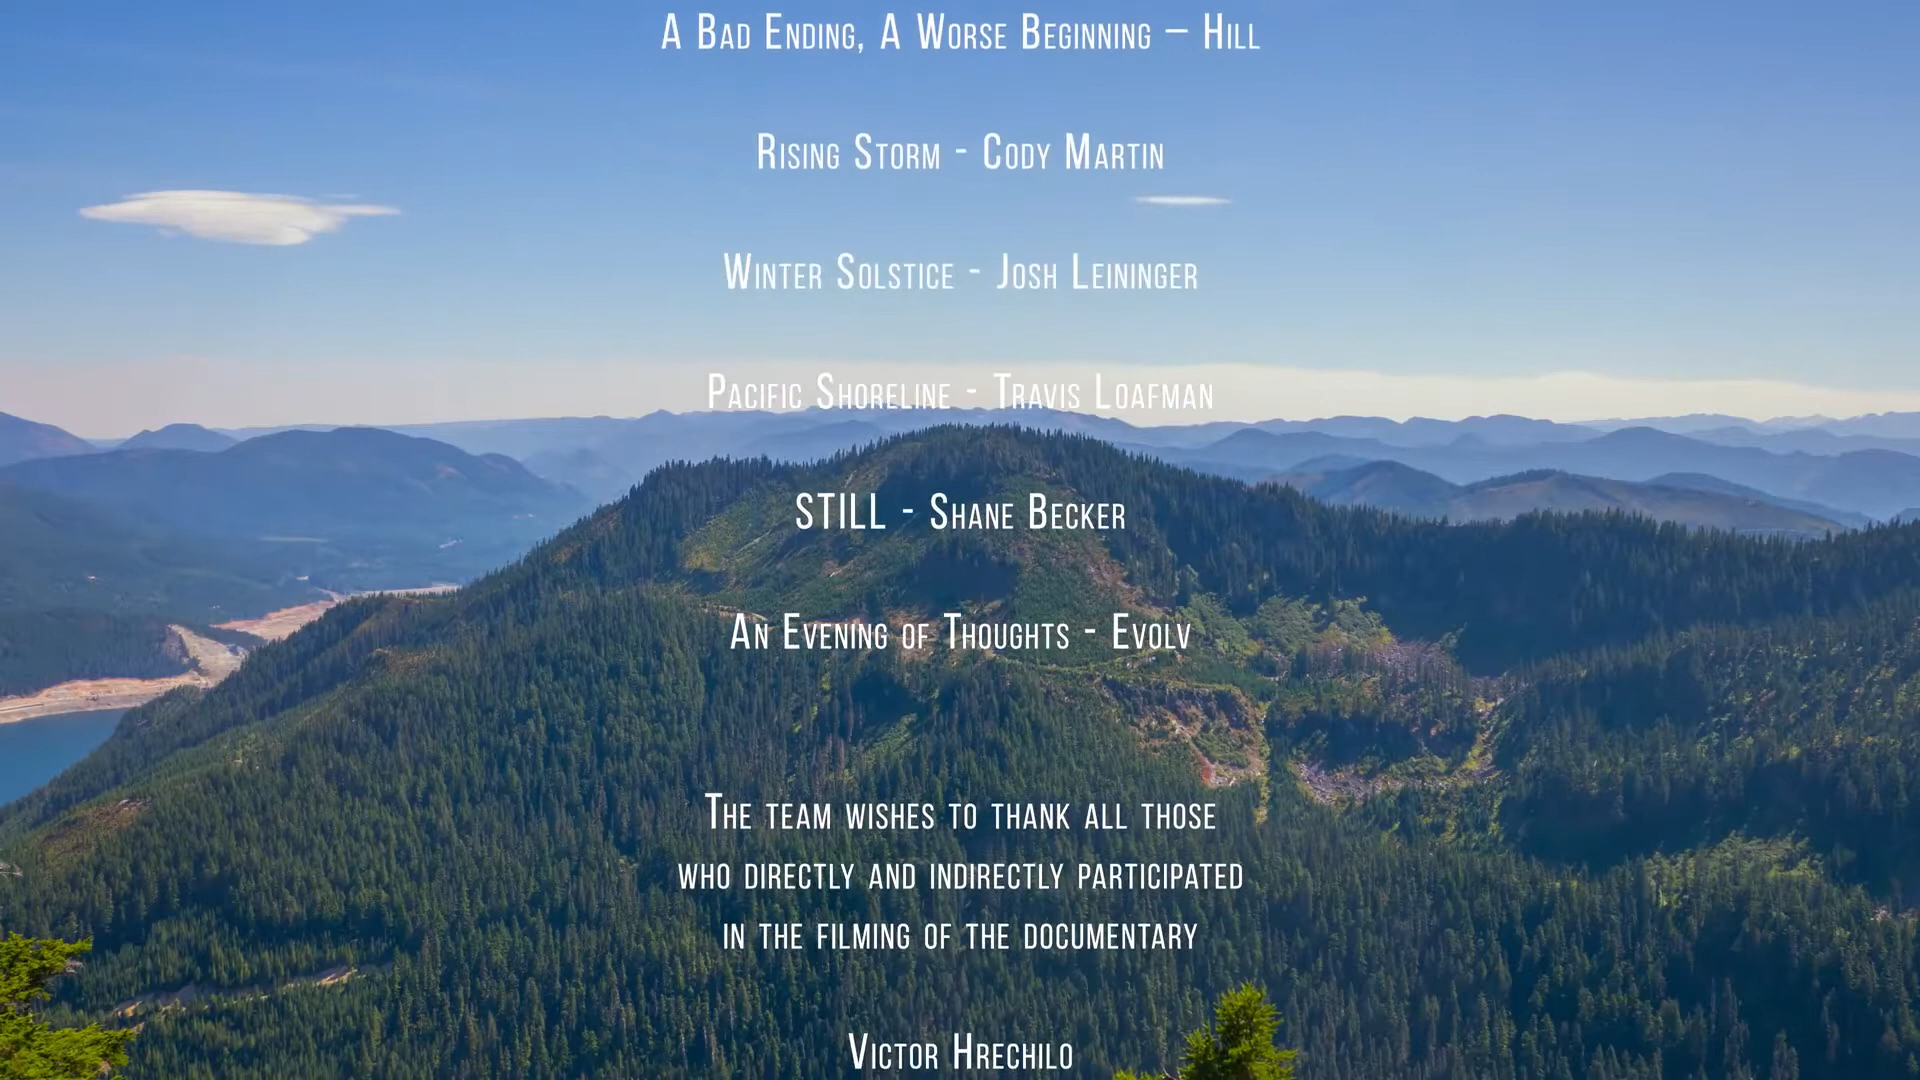 A Bad Ending, A Worse Beginning – Hill
Rising Storm - Cody Martin
Winter Solstice - Josh Leininger
Pacific Shoreline - Travis Loafman
STILL - Shane Becker
An Evening of Thoughts - Evolv
The team wishes to thank all those
who directly and indirectly participated
in the filming of the documentary
Victor Hrechilo